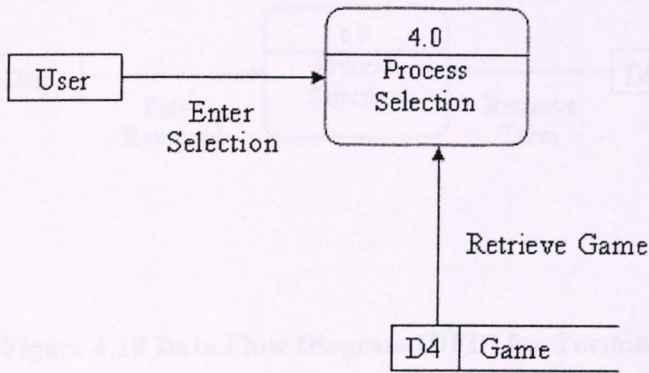 4.0
User
Process
Selection
Enter
Selection
Retrieve Game
D4 Game